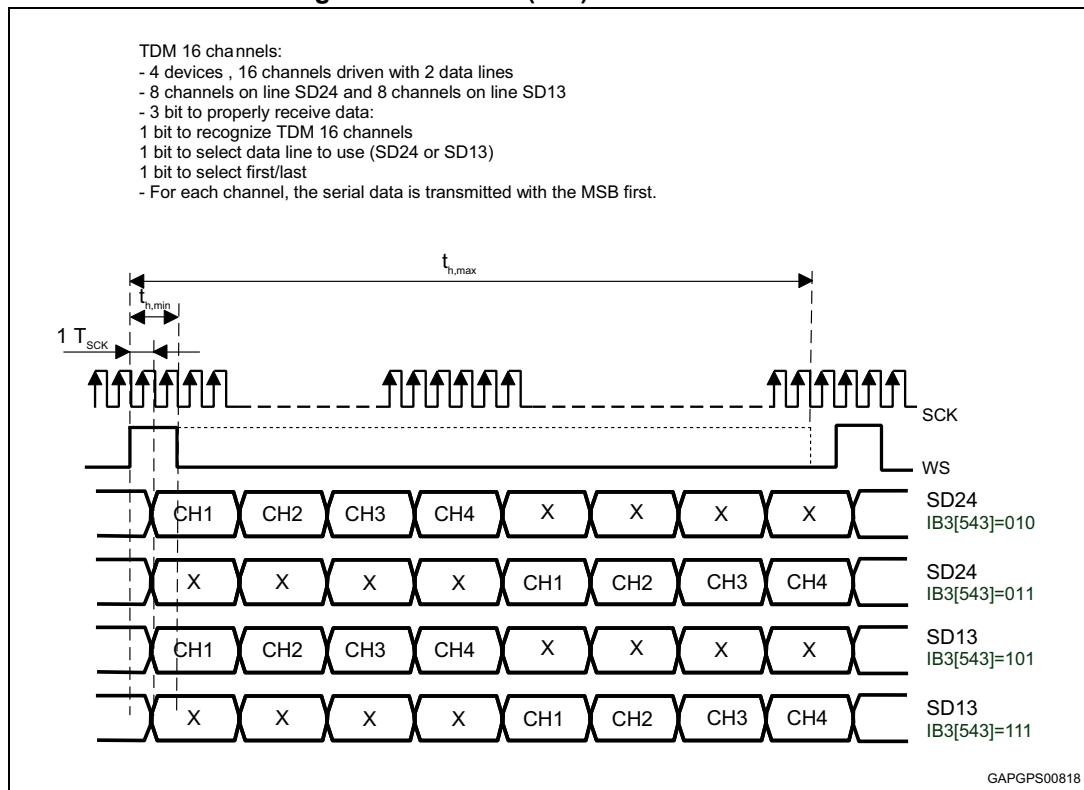 TDM 16 channels:
- 4 devices , 16 channels driven with 2 data lines
- 8 channels on line SD24 and 8 channels on line SD13
- 3 bit to properly receive data:
1 bit to recognize TDM 16 channels
1 bit to select data line to use (SD24 or SD13)
1 bit to select first/last
- For each channel, the serial data is transmitted with the MSB first.
th,max
th,min
1 TSCK
SCK
WS
CH1 CH2 CH3 CH4 X X X X SD24
IB3[543]=010
X X X X CH1 CH2 CH3 CH4 SD24
IB3[543]=011
CH1 CH2 CH3 CH4 X X X X SD13
IB3[543]=101
X X X X CH1 CH2 CH3 CH4 SD13
IB3[543]=111
GAPGPS00818